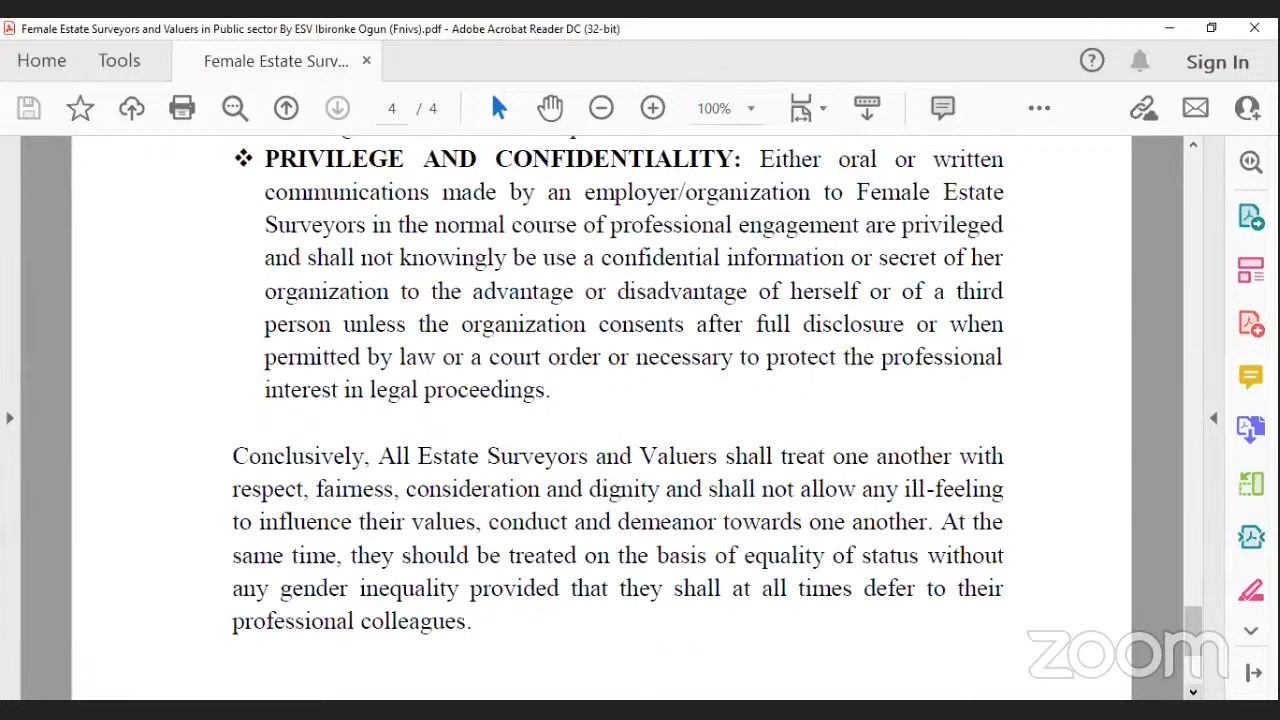 Female Estate Surveyors and Valuers in Public sector By ESV Ibironke Ogun (Fnivs).pdf - Adobe Acrobat Reader DC (32-bit)
Home Tools Female Estate Surv... Sign In
4 / 4 100%
❖ PRIVILEGE AND CONFIDENTIALITY: Either oral or written
communications made by an employer/organization to Female Estate
Surveyors in the normal course of professional engagement are privileged
and shall not knowingly be use a confidential information or secret of her
organization to the advantage or disadvantage of herself or of a third
person unless the organization consents after full disclosure or when
permitted by law or a court order or necessary to protect the professional
interest in legal proceedings.
Conclusively, All Estate Surveyors and Valuers shall treat one another with
respect, fairness, consideration and dignity and shall not allow any ill-feeling
to influence their values, conduct and demeanor towards one another. At the
same time, they should be treated on the basis of equality of status without
any gender inequality provided that they shall at all times defer to their
professional colleagues.
zoom